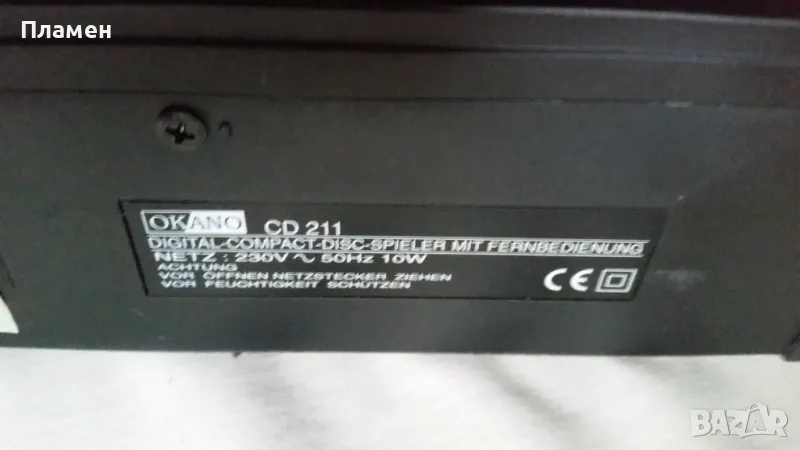 Пламен
OKANO CD 211
DIGITAL-COMPACT-DISC-SPIELER MIT FERNBEDIENUNG
NETZ : 230V ~ 50Hz 10W
ACHTUNG
VOR ÖFFNEN NETZSTECKER ZIEHEN
VOR FEUCHTIGKEIT SCHÜTZEN
CE
BAZAR